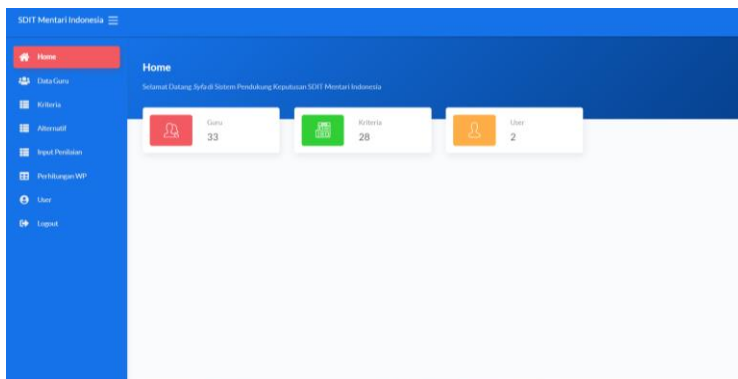 SDIT Mentari Indonesia
Home
Data Guru
Kriteria
Alternatif
Input Penilaian
Perhitungan WP
User
Logout
Home
Selamat Datang Syfa di Sistem Pendukung Keputusan SDIT Mentari Indonesia
Guru
33
Kriteria
28
User
2